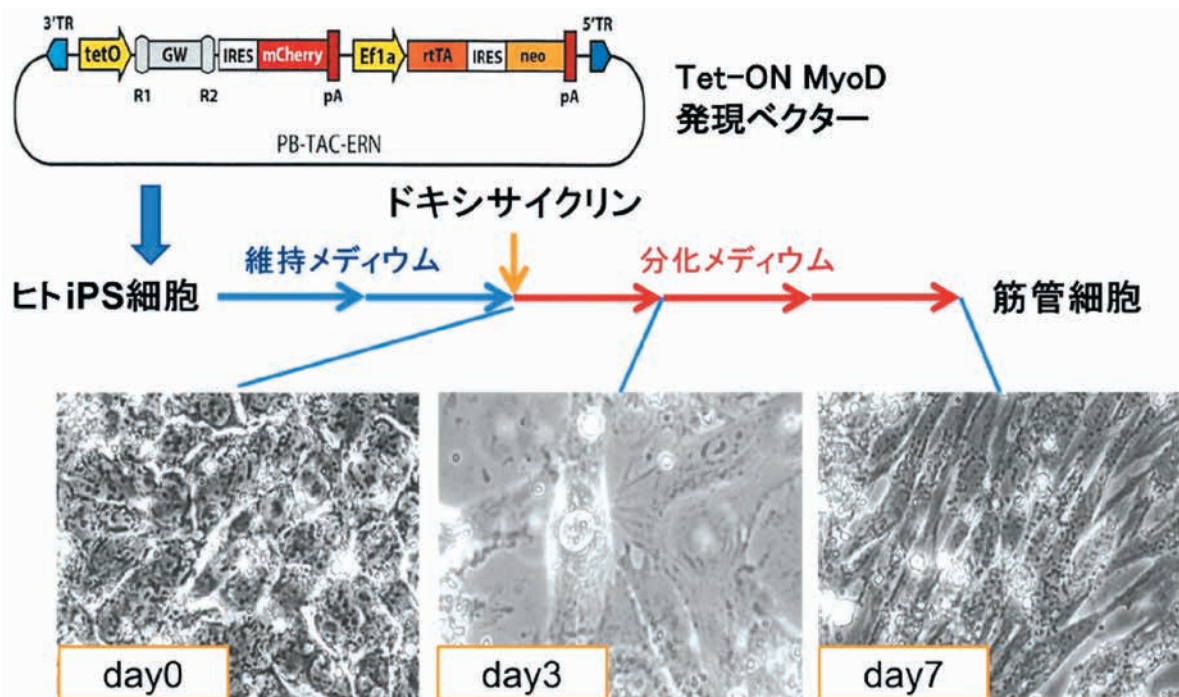 3'TR
tetO
GW
IRES
mCherry
Ef1a
rtTA
IRES
neo
5'TR
R1
R2
pA
pA
PB-TAC-ERN
Tet-ON MyoD
発現ベクター
ドキシサイクリン
維持メディウム
分化メディウム
ヒトiPS細胞
筋管細胞
day0
day3
day7